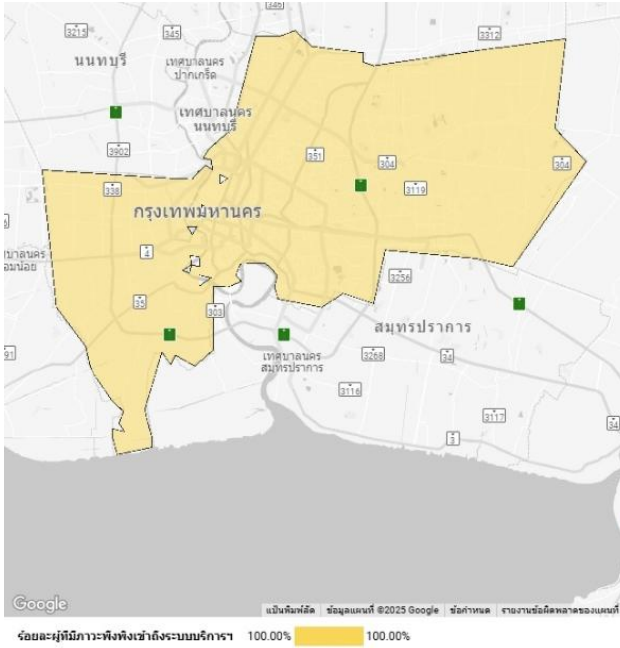 346
3215
345
3312
นนทบุรี
เทศบาลนคร
ปากเกร็ด
เทศบาลนคร
นนทบุรี
3902
351
304
304
338
3119
กรุงเทพมหานคร
4
3256
35
303
สมุทรปราการ
91
เทศบาลนคร
สมุทรปราการ
3268
34
3116
3117
34
3
Google
แป้นพิมพ์ลัด ข้อมูลแผนที่ ©2025 Google ข้อกำหนด รายงานข้อผิดพลาดของแผนที่
ร้อยละผู้ที่มีภาวะพึ่งพิงเข้าถึงระบบบริการฯ 100.00% 100.00%